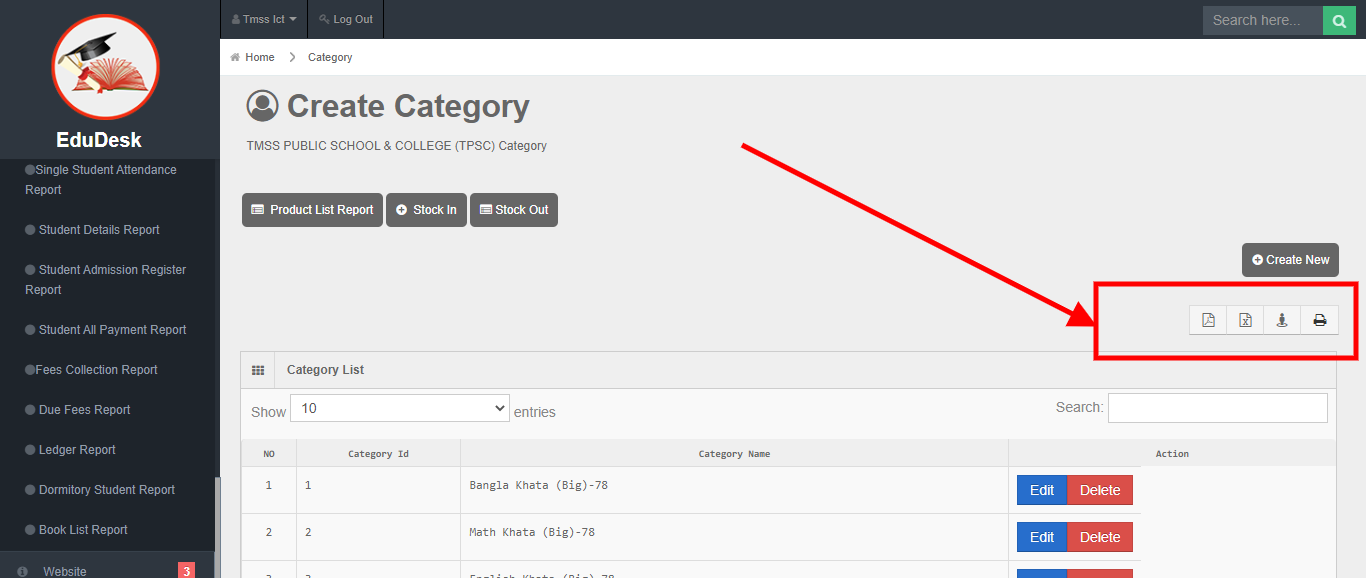 Tmss Ict
Log Out
Search here...
Home
Category
EduDesk
Create Category
TMSS PUBLIC SCHOOL & COLLEGE (TPSC) Category
Single Student Attendance
Report
Student Details Report
Student Admission Register
Report
Student All Payment Report
Fees Collection Report
Due Fees Report
Ledger Report
Dormitory Student Report
Book List Report
Website 3
Product List Report Stock In Stock Out
Create New
Category List
Show 10 entries Search:
NO Category Id Category Name Action
1 1 Bangla Khata (Big)-78 Edit Delete
2 2 Math Khata (Big)-78 Edit Delete
English Khata (Big)-78